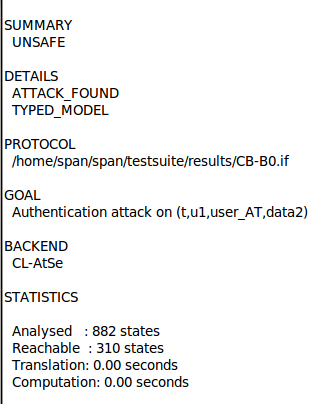 SUMMARY
UNSAFE
DETAILS
ATTACK_FOUND
TYPED_MODEL
PROTOCOL
/home/span/span/testsuite/results/CB-B0.if
GOAL
Authentication attack on (t,u1,user_AT,data2)
BACKEND
CL-AtSe
STATISTICS
Analysed : 882 states
Reachable : 310 states
Translation: 0.00 seconds
Computation: 0.00 seconds